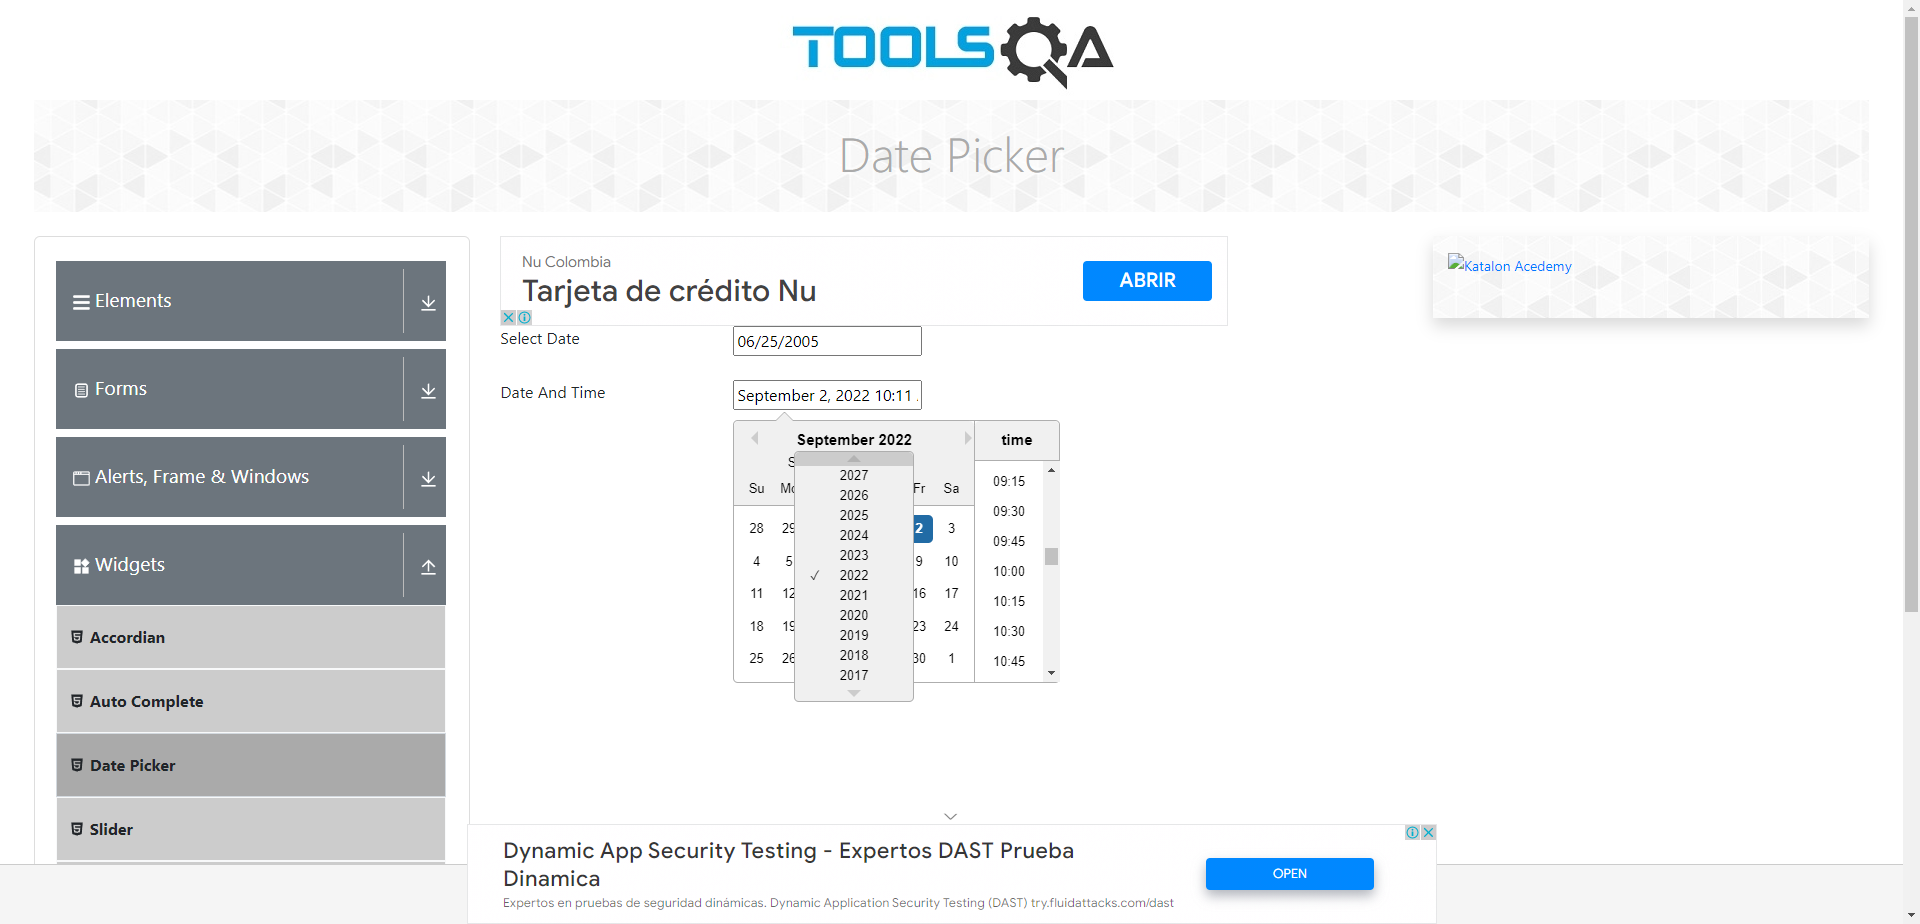 TOOLSQA
Date Picker
Elements
Forms
Alerts, Frame & Windows
Widgets
Accordian
Auto Complete
Date Picker
Slider
Nu Colombia
Tarjeta de crédito Nu
ABRIR
Katalon Acedemy
Select Date
06/25/2005
Date And Time
September 2, 2022 10:11
September 2022
time
S
Su Mo Fr Sa
28 29 2 3
4 5 9 10
11 12 16 17
18 19 23 24
25 26 30 1
2027
2026
2025
2024
2023
✓ 2022
2021
2020
2019
2018
2017
09:15
09:30
09:45
10:00
10:15
10:30
10:45
Dynamic App Security Testing - Expertos DAST Prueba
Dinamica
Expertos en pruebas de seguridad dinámicas. Dynamic Application Security Testing (DAST) try.fluidattacks.com/dast
OPEN